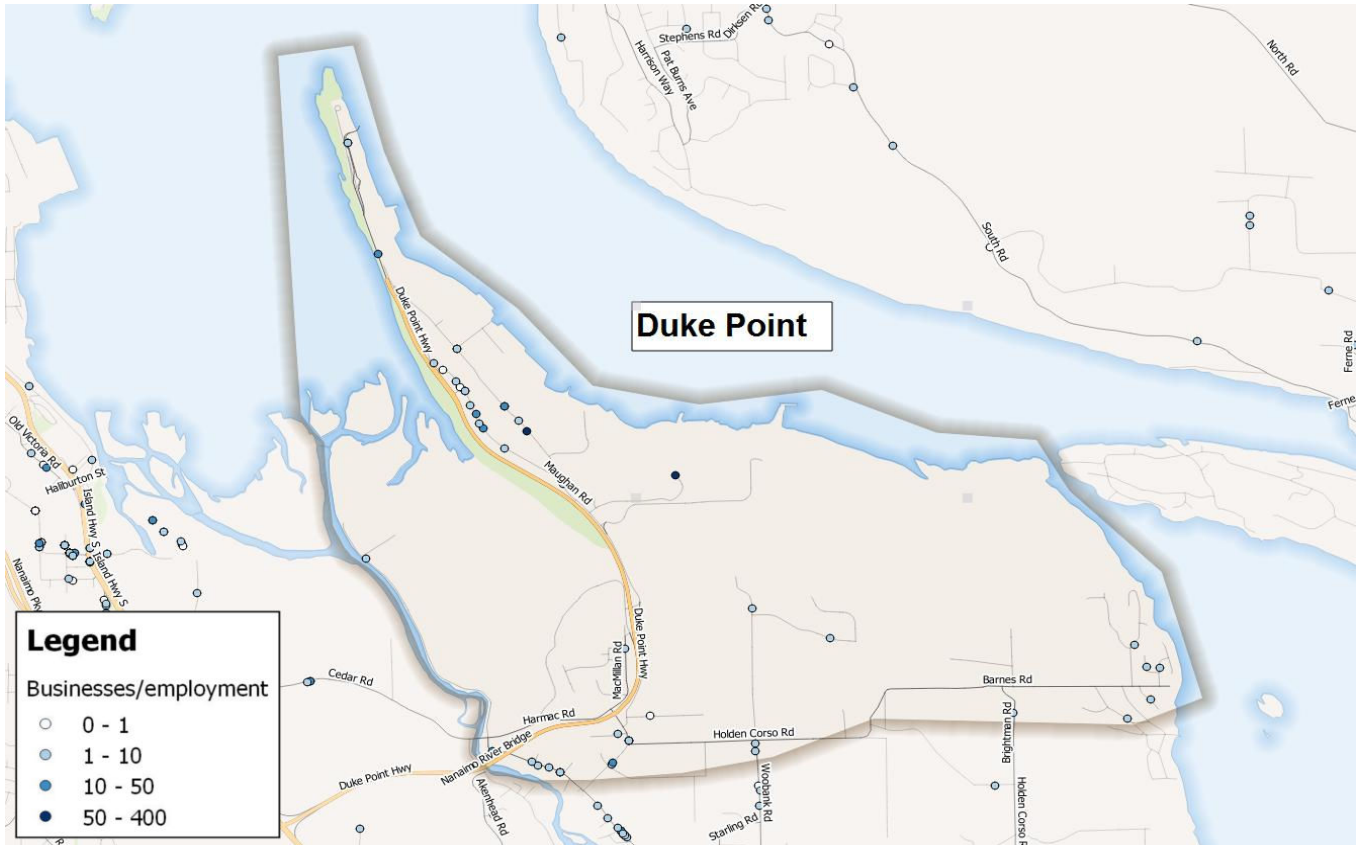 Stephens Rd
Dirksen Rd
Pat Burns Ave
Harrison Way
North Rd
South Rd
Ferne Rd
Ferne
Duke Point
Duke Point Hwy
Maughan Rd
Old Victoria Rd
Haliburton St
Island Hwy S
Island Hwy S
Nanaimo Pkwy
Duke Point Hwy
MacMillan Rd
Cedar Rd
Harmac Rd
Nanaimo River Bridge
Duke Point Hwy
Akenhead Rd
Holden Corso Rd
Barnes Rd
Brightman Rd
Woobank Rd
Starling Rd
Holden Corso R
Legend
Businesses/employment
0 - 1
1 - 10
10 - 50
50 - 400